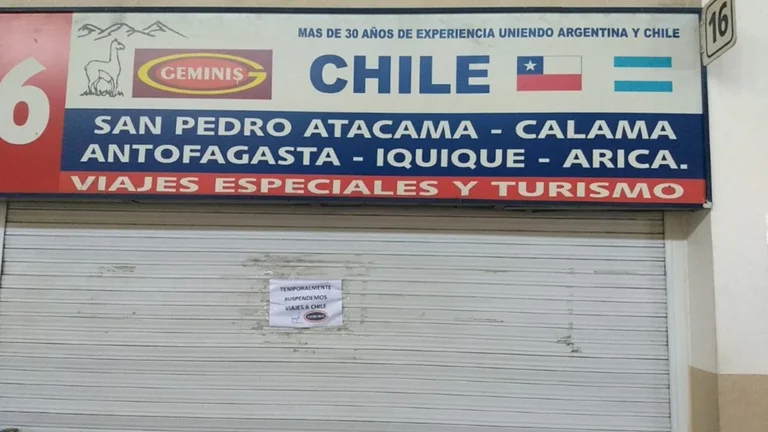 MAS DE 30 AÑOS DE EXPERIENCIA UNIENDO ARGENTINA Y CHILE
16
6
GEMINIS
CHILE
SAN PEDRO ATACAMA - CALAMA
ANTOFAGASTA - IQUIQUE - ARICA.
VIAJES ESPECIALES Y TURISMO
TEMPORALMENTE
SUSPENDEMOS
VIAJES A CHILE
GEMINIS